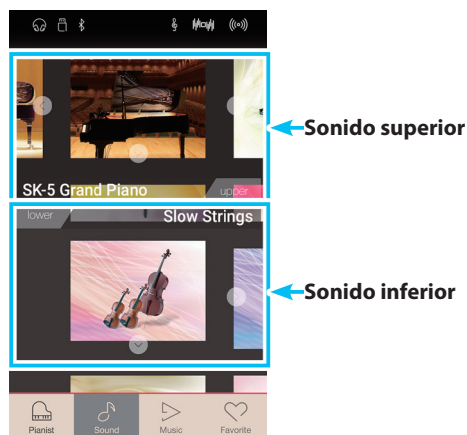 Sonido superior
SK-5 Grand Piano
upper
lower
Slow Strings
Sonido inferior
Pianist
Sound
Music
Favorite